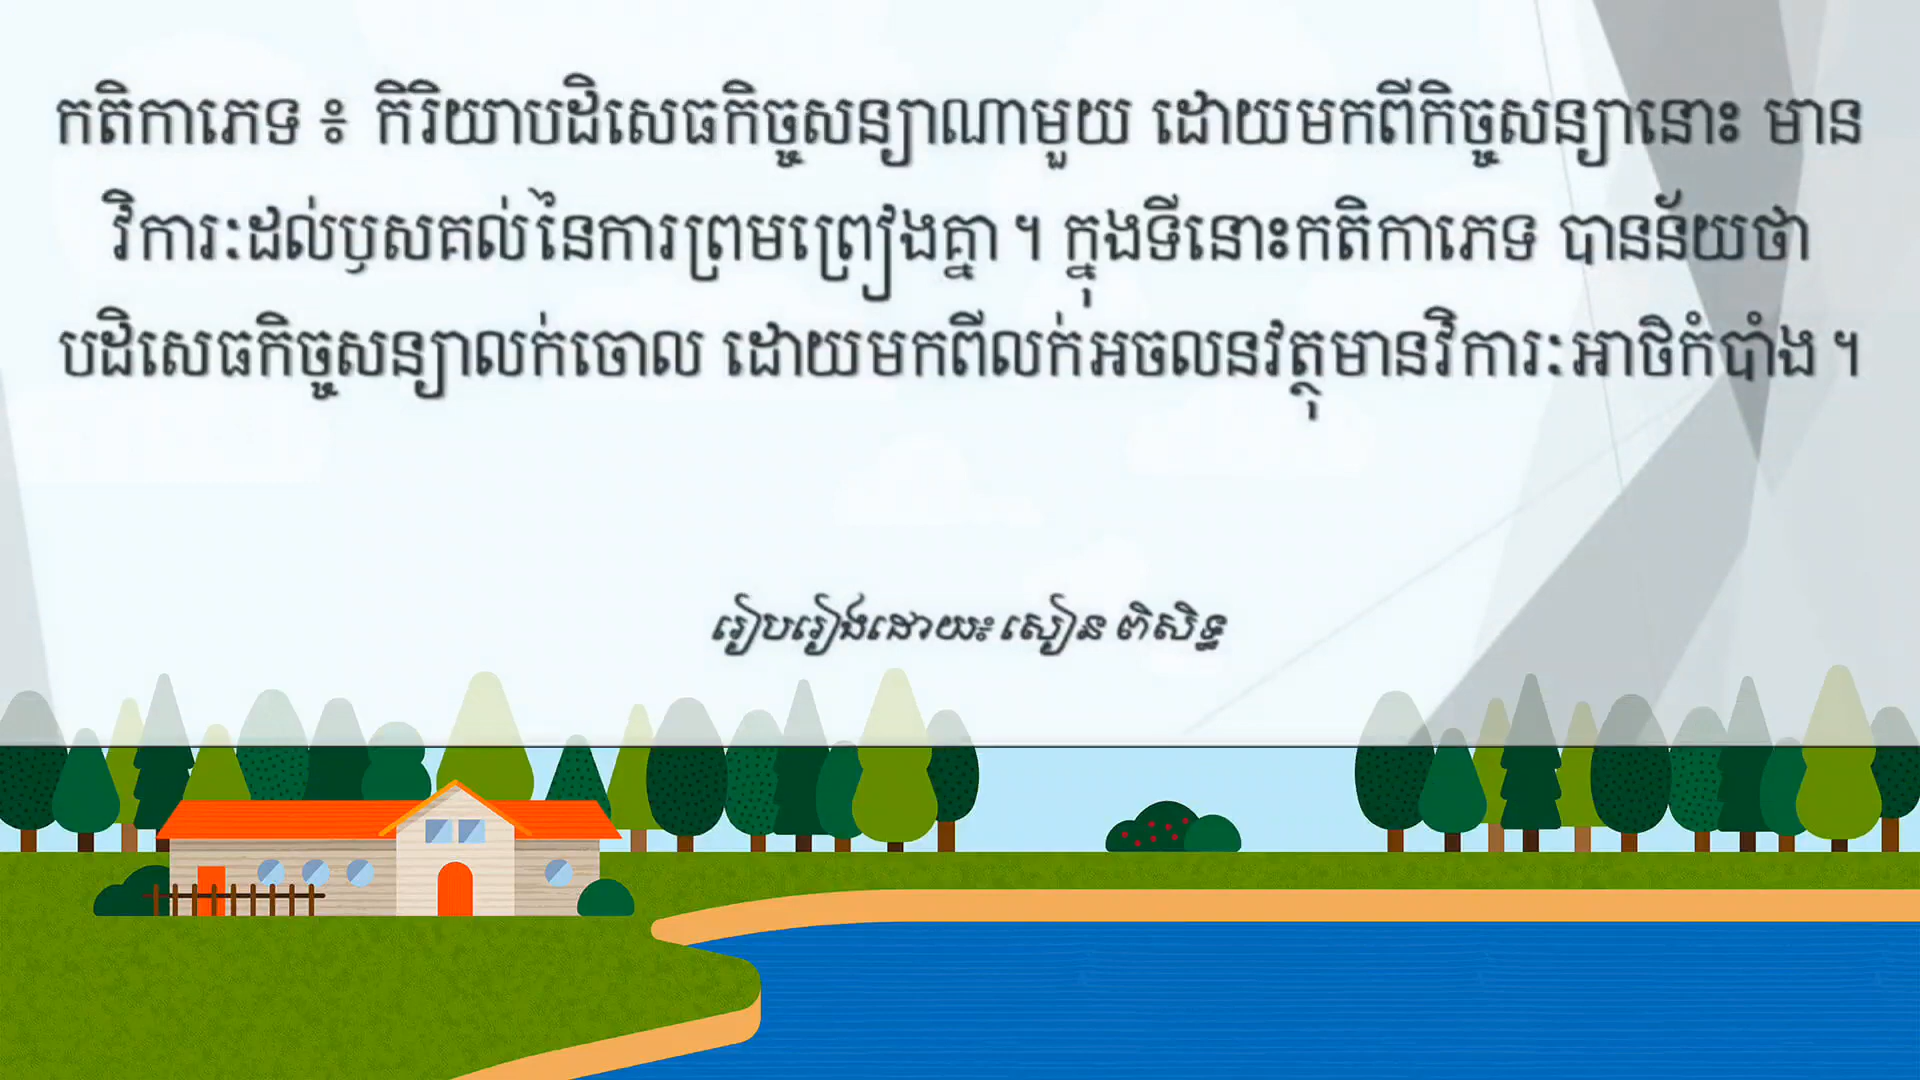 កតិកាភេទ ៖ កិរិយាបដិសេធកិច្ចសន្យាណាមួយ ដោយមកពីកិច្ចសន្យានោះ មាន
វិការៈដល់ឫសគល់នៃការព្រមព្រៀងគ្នា ។ ក្នុងទីនោះកតិកាភេទ បានន័យថា
បដិសេធកិច្ចសន្យាលក់ចោល ដោយមកពីលក់អចលនវត្ថុមានវិការៈអាថិកំបាំង ។
រៀបរៀងដោយ៖ សៀន ពិសិទ្ធ